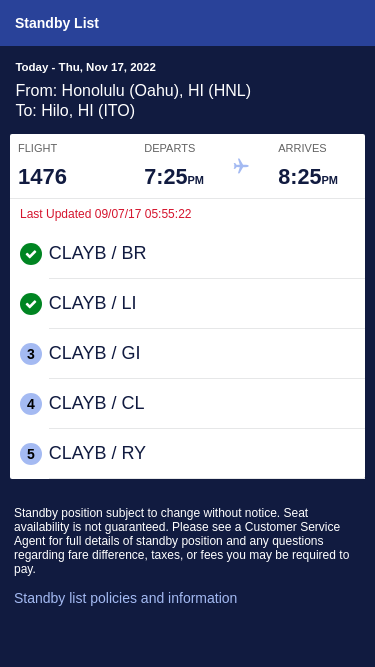 Standby List
Today - Thu, Nov 17, 2022
From: Honolulu (Oahu), HI (HNL)
To: Hilo, HI (ITO)
FLIGHT DEPARTS ARRIVES
1476 7:25PM 8:25PM
Last Updated 09/07/17 05:55:22
CLAYB / BR
CLAYB / LI
3 CLAYB / GI
4 CLAYB / CL
5 CLAYB / RY
Standby position subject to change without notice. Seat
availability is not guaranteed. Please see a Customer Service
Agent for full details of standby position and any questions
regarding fare difference, taxes, or fees you may be required to
pay.
Standby list policies and information